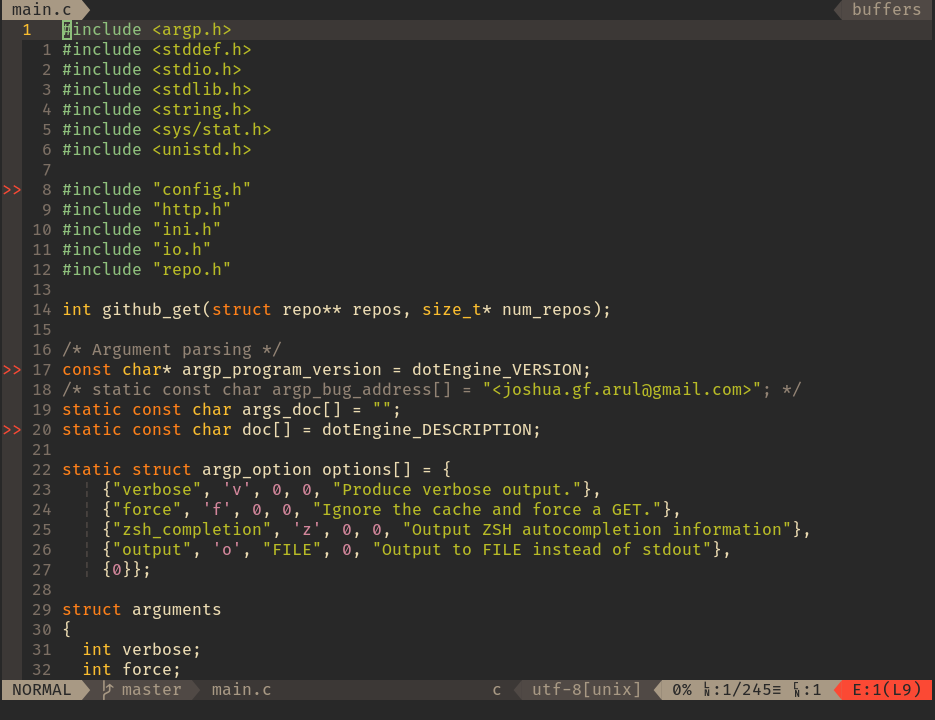 main.c buffers
1 #include <argp.h>
1 #include <stddef.h>
2 #include <stdio.h>
3 #include <stdlib.h>
4 #include <string.h>
5 #include <sys/stat.h>
6 #include <unistd.h>
7
>> 8 #include "config.h"
9 #include "http.h"
10 #include "ini.h"
11 #include "io.h"
12 #include "repo.h"
13
14 int github_get(struct repo** repos, size_t* num_repos);
15
16 /* Argument parsing */
>> 17 const char* argp_program_version = dotEngine_VERSION;
18 /* static const char argp_bug_address[] = "<joshua.gf.arul@gmail.com>"; */
19 static const char args_doc[] = "";
>> 20 static const char doc[] = dotEngine_DESCRIPTION;
21
22 static struct argp_option options[] = {
23 ¦ {"verbose", 'v', 0, 0, "Produce verbose output."},
24 ¦ {"force", 'f', 0, 0, "Ignore the cache and force a GET."},
25 ¦ {"zsh_completion", 'z', 0, 0, "Output ZSH autocompletion information"},
26 ¦ {"output", 'o', "FILE", 0, "Output to FILE instead of stdout"},
27 ¦ {0}};
28
29 struct arguments
30 {
31 int verbose;
32 int force;
NORMAL master main.c c utf-8[unix] 0% ㏑:1/245≡ ℅:1 E:1(L9)